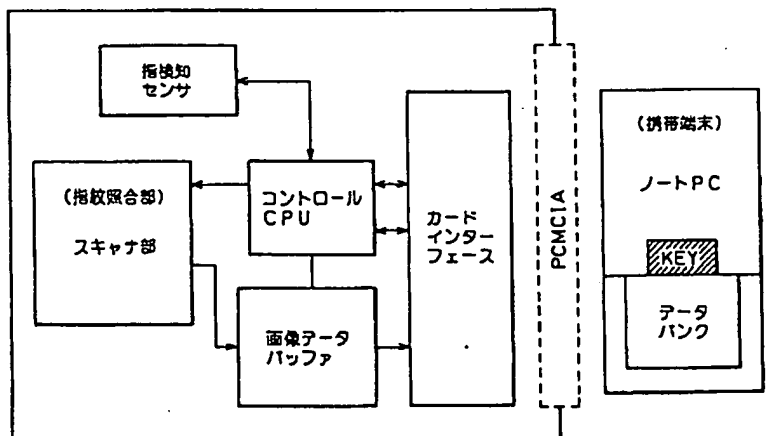 指検知
センサ
(指紋照合部)
スキャナ部
コントロール
CPU
画像データ
バッファ
カード
インター
フェース
PCMCIA
(携帯端末)
ノートPC
KEY
データ
バンク